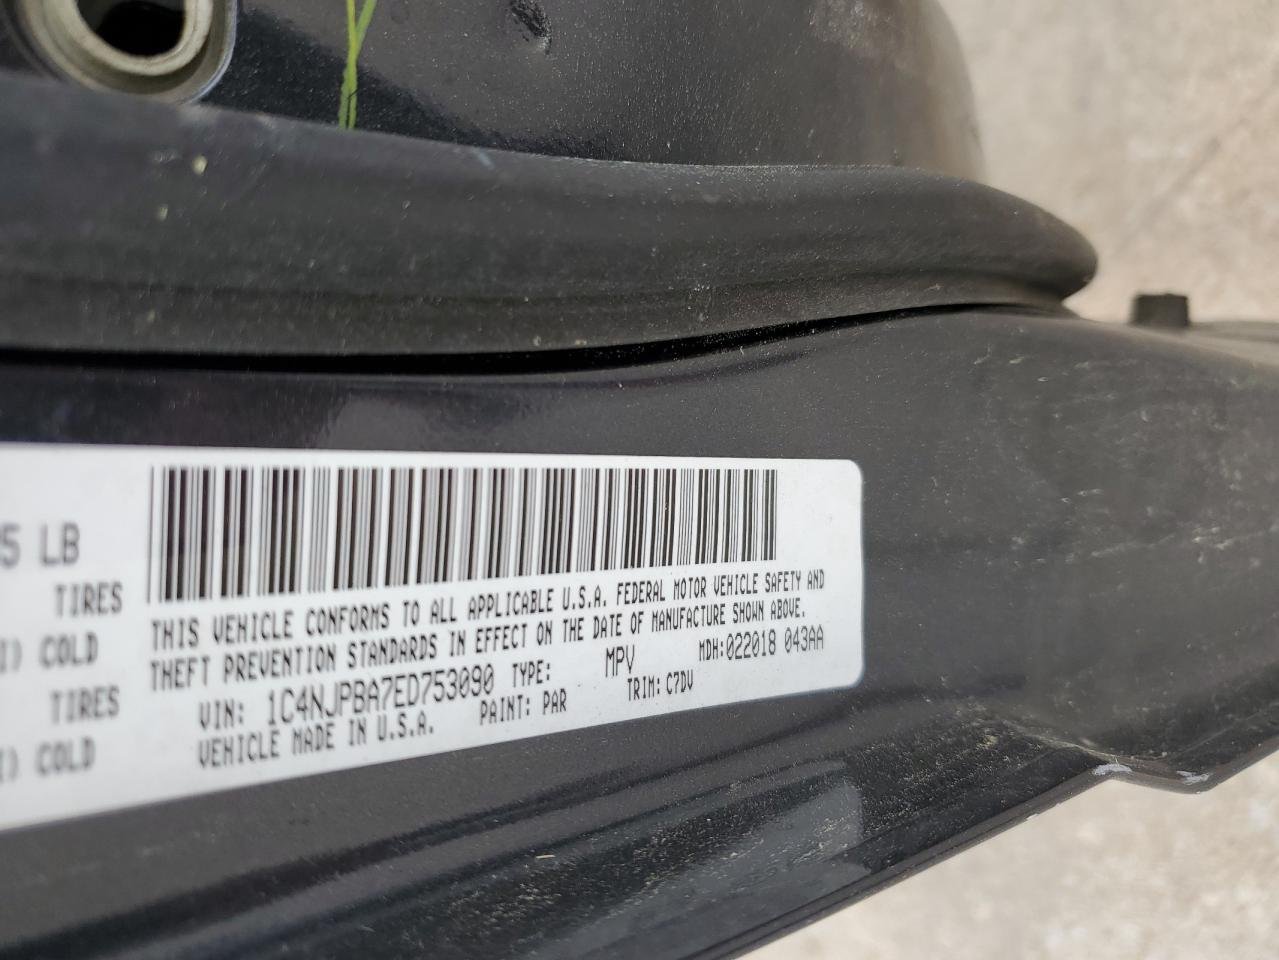 5 LB
TIRES
COLD
TIRES
COLD
THIS VEHICLE CONFORMS TO ALL APPLICABLE U.S.A. FEDERAL MOTOR VEHICLE SAFETY AND
THEFT PREVENTION STANDARDS IN EFFECT ON THE DATE OF MANUFACTURE SHOWN ABOVE.
VIN: 1C4NJPBA7ED753090 TYPE: MPV MDH:022018 043AA
VEHICLE MADE IN U.S.A. PAINT: PAR TRIM: C7DV